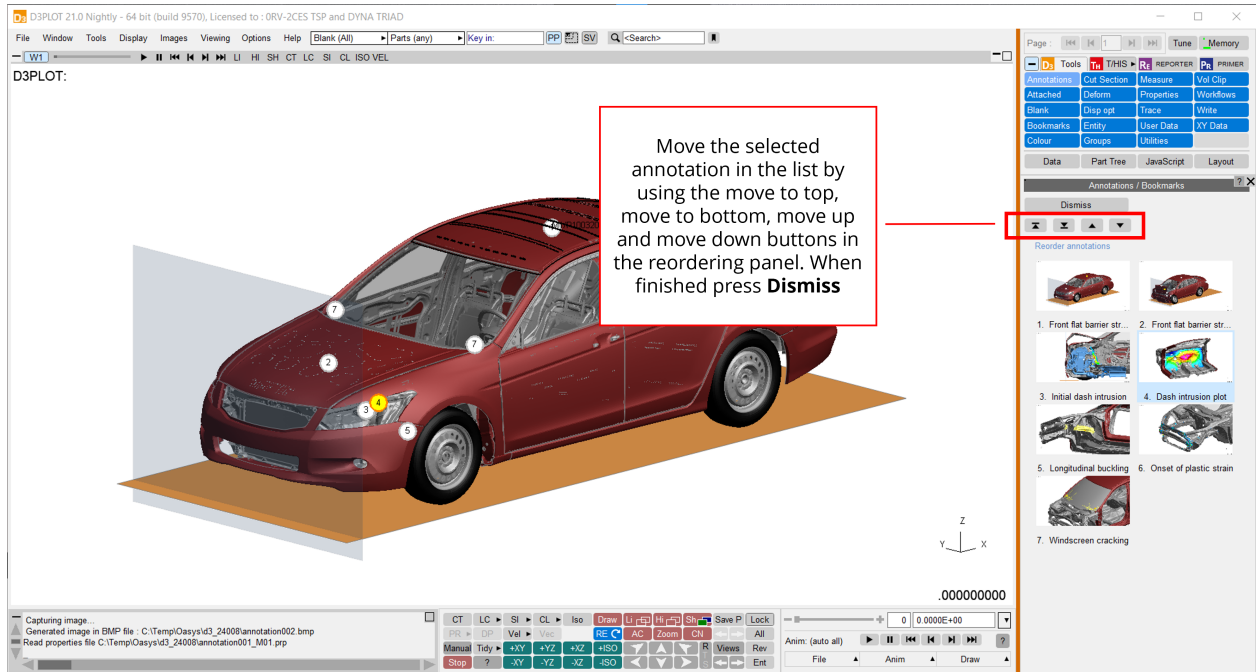 D3PLOT 21.0 Nightly - 64 bit (build 9570), Licensed to : 0RV-2CES TSP and DYNA TRIAD
File Window Tools Display Images Viewing Options Help Blank (All) Parts (any) Key in: PP SV <Search>
W1 LI HI SH CT LC SI CL ISO VEL
D3PLOT:
Move the selected
annotation in the list by
using the move to top,
move to bottom, move up
and move down buttons in
the reordering panel. When
finished press Dismiss
7
7
2
3
4
5
Z
Y X
.000000000
Page : 1 Tune Memory
D3 Tools TH T/HIS RE REPORTER PR PRIMER
Annotations Cut Section Measure Vol Clip
Attached Deform Properties Workflows
Blank Disp opt Trace Write
Bookmarks Entity User Data XY Data
Colour Groups Utilities
Data Part Tree JavaScript Layout
Annotations / Bookmarks ? X
Dismiss
Reorder annotations
1. Front flat barrier str... 2. Front flat barrier str...
3. Initial dash intrusion 4. Dash intrusion plot
5. Longitudinal buckling 6. Onset of plastic strain
7. Windscreen cracking
Capturing image...
Generated image in BMP file : C:\Temp\Oasys\d3_24008\annotation002.bmp
Read properties file C:\Temp\Oasys\d3_24008\annotation001_M01.prp
CT LC SI CL Iso Draw Li Hi Sh Save P Lock
PR DP Vel Vec RE AC Zoom CN All
Manual Tidy +XY +YZ +XZ +ISO R Views Rev
Stop ? -XY -YZ -XZ -ISO T S Ent
0 0.0000E+00
Anim: (auto all) ?
File Anim Draw